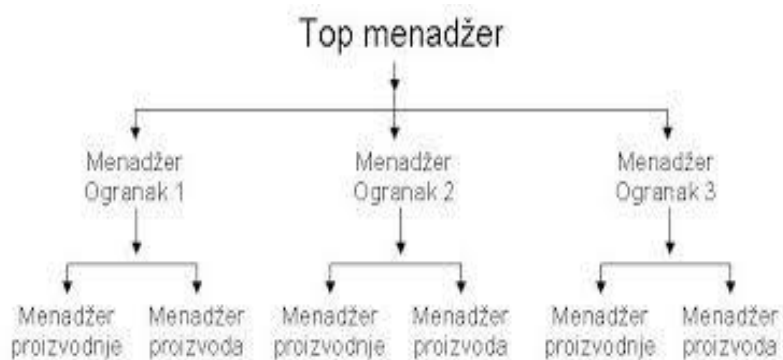 Top menadžer
Menadžer
Ogranak 1
Menadžer
Ogranak 2
Menadžer
Ogranak 3
Menadžer
proizvodnje
Menadžer
proizvoda
Menadžer
proizvodnje
Menadžer
proizvoda
Menadžer
proizvodnje
Menadžer
proizvoda